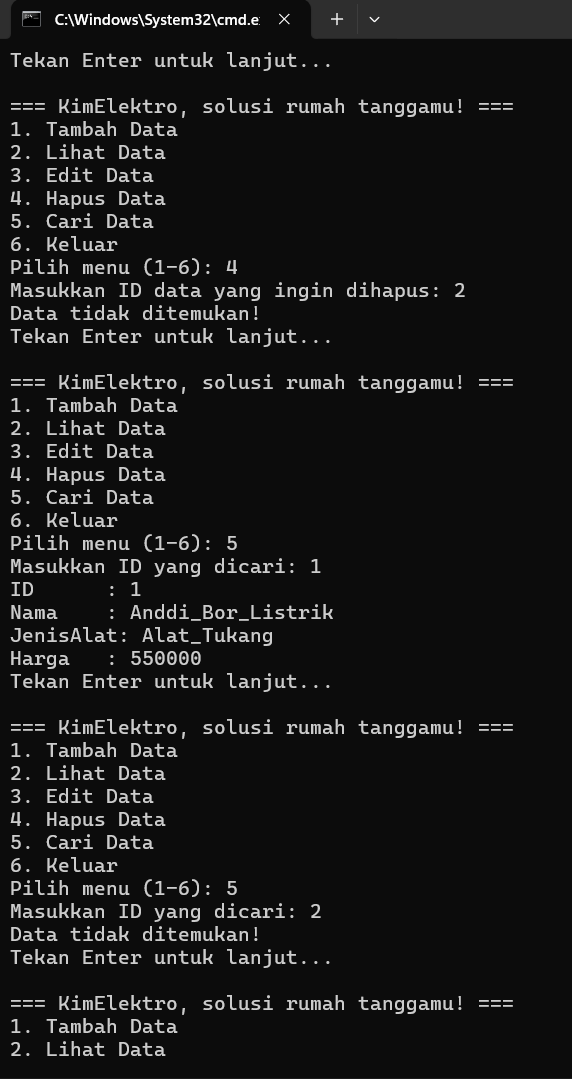 C:\Windows\System32\cmd.e
Tekan Enter untuk lanjut...
=== KimElektro, solusi rumah tanggamu! ===
1. Tambah Data
2. Lihat Data
3. Edit Data
4. Hapus Data
5. Cari Data
6. Keluar
Pilih menu (1-6): 4
Masukkan ID data yang ingin dihapus: 2
Data tidak ditemukan!
Tekan Enter untuk lanjut...
=== KimElektro, solusi rumah tanggamu! ===
1. Tambah Data
2. Lihat Data
3. Edit Data
4. Hapus Data
5. Cari Data
6. Keluar
Pilih menu (1-6): 5
Masukkan ID yang dicari: 1
ID      : 1
Nama    : Anddi_Bor_Listrik
JenisAlat: Alat_Tukang
Harga   : 550000
Tekan Enter untuk lanjut...
=== KimElektro, solusi rumah tanggamu! ===
1. Tambah Data
2. Lihat Data
3. Edit Data
4. Hapus Data
5. Cari Data
6. Keluar
Pilih menu (1-6): 5
Masukkan ID yang dicari: 2
Data tidak ditemukan!
Tekan Enter untuk lanjut...
=== KimElektro, solusi rumah tanggamu! ===
1. Tambah Data
2. Lihat Data